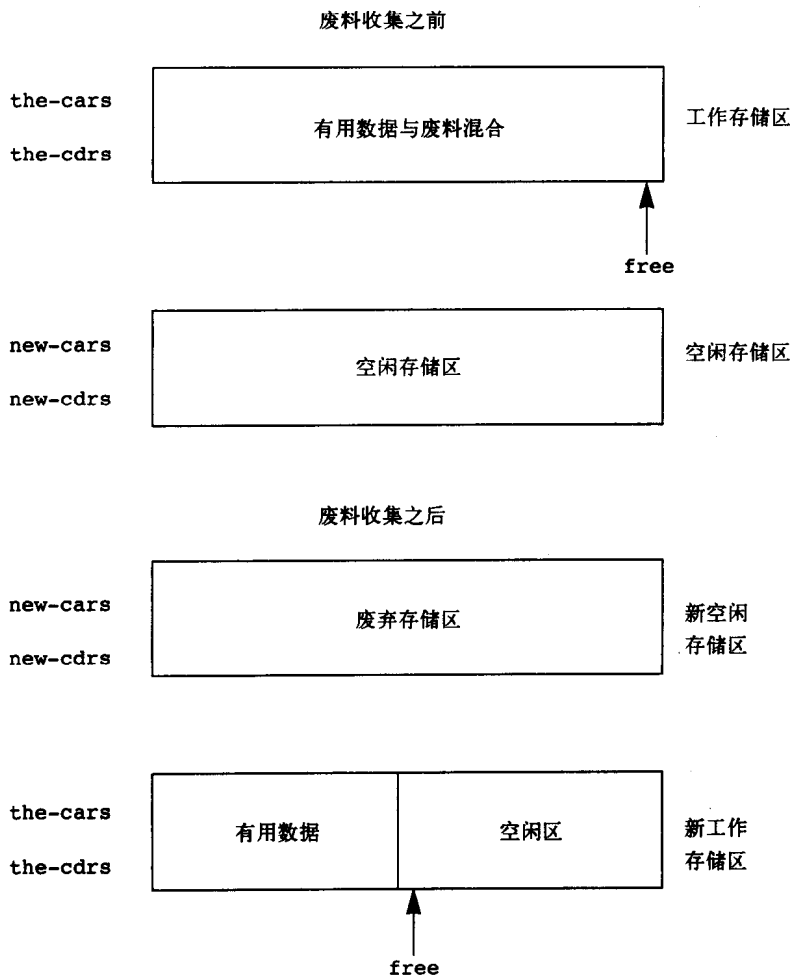 废料收集之前
the-cars
有用数据与废料混合
工作存储区
the-cdrs
free
new-cars
空闲存储区
空闲存储区
new-cdrs
废料收集之后
new-cars
废弃存储区
新空闲
存储区
new-cdrs
the-cars
有用数据
空闲区
新工作
存储区
the-cdrs
free